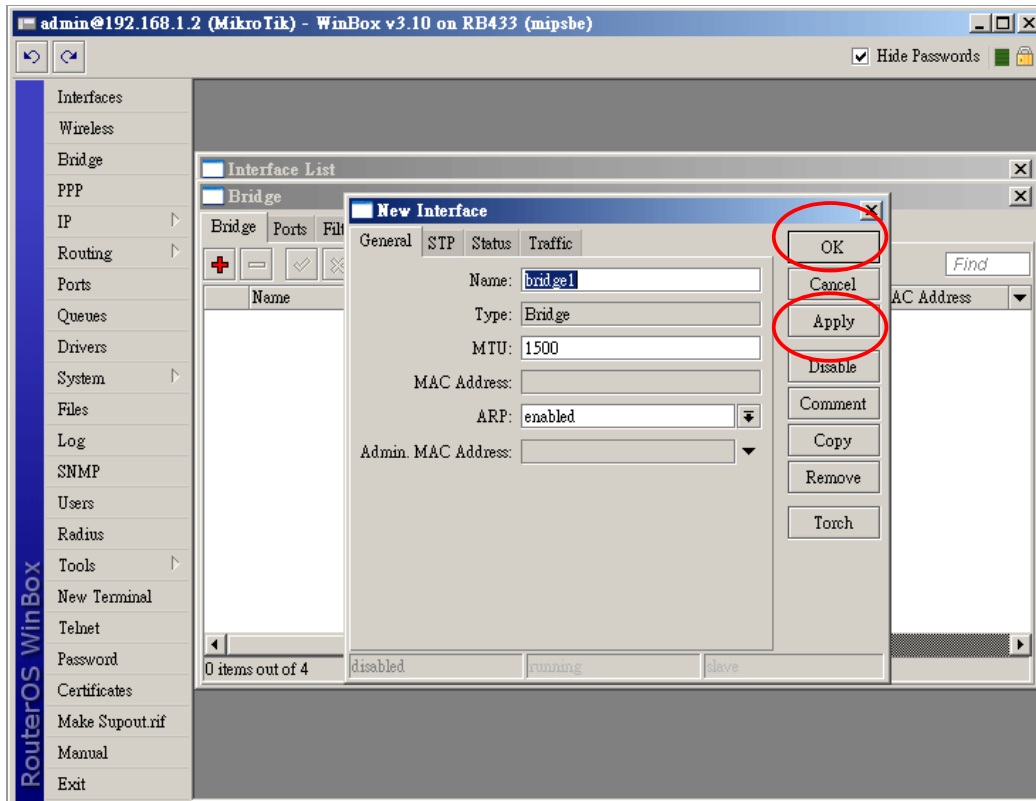 admin@192.168.1.2 (MikroTik) - WinBox v3.10 on RB433 (mipsbe)
Hide Passwords
RouterOS WinBox
Interfaces
Wireless
Bridge
PPP
IP
Routing
Ports
Queues
Drivers
System
Files
Log
SNMP
Users
Radius
Tools
New Terminal
Telnet
Password
Certificates
Make Supout.rif
Manual
Exit
Interface List
Bridge
Bridge Ports Filt
Find
Name
AC Address
0 items out of 4
New Interface
General STP Status Traffic
Name: bridge1
Type: Bridge
MTU: 1500
MAC Address:
ARP: enabled
Admin. MAC Address:
OK
Cancel
Apply
Disable
Comment
Copy
Remove
Torch
disabled running slave